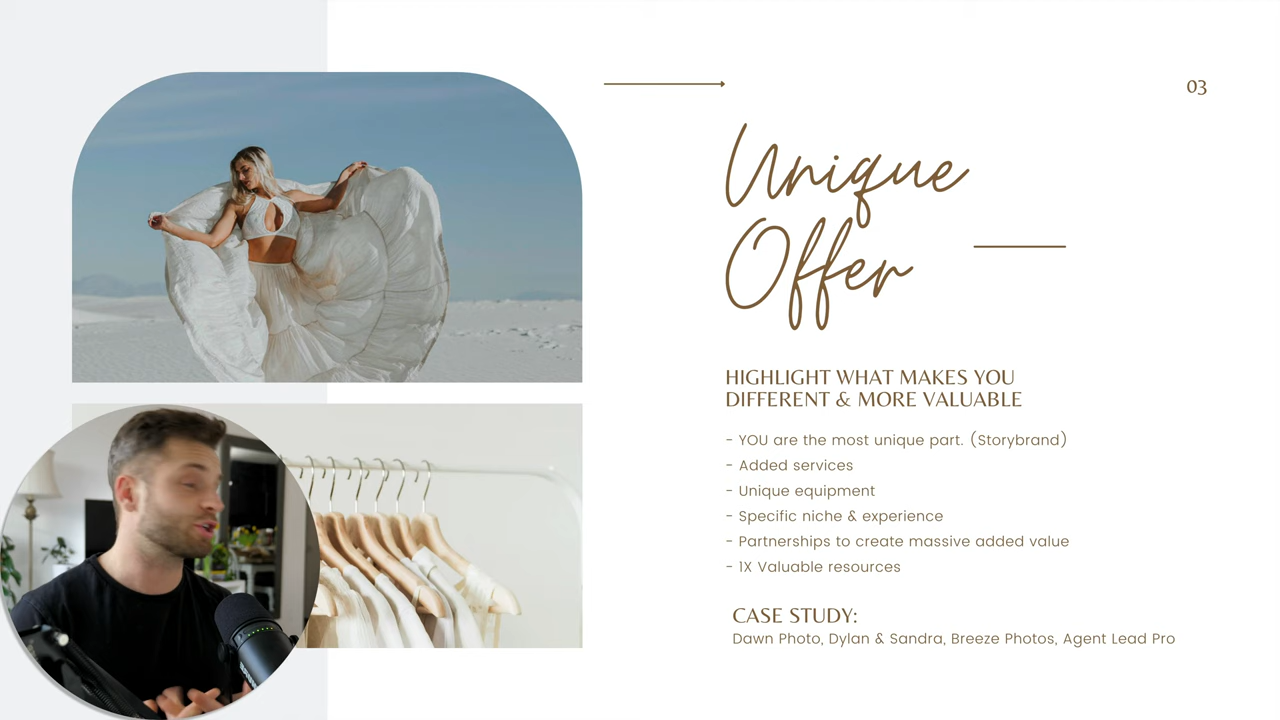 03
Unique
Offer
HIGHLIGHT WHAT MAKES YOU
DIFFERENT & MORE VALUABLE
- YOU are the most unique part. (Storybrand)
- Added services
- Unique equipment
- Specific niche & experience
- Partnerships to create massive added value
- 1X Valuable resources
CASE STUDY:
Dawn Photo, Dylan & Sandra, Breeze Photos, Agent Lead Pro